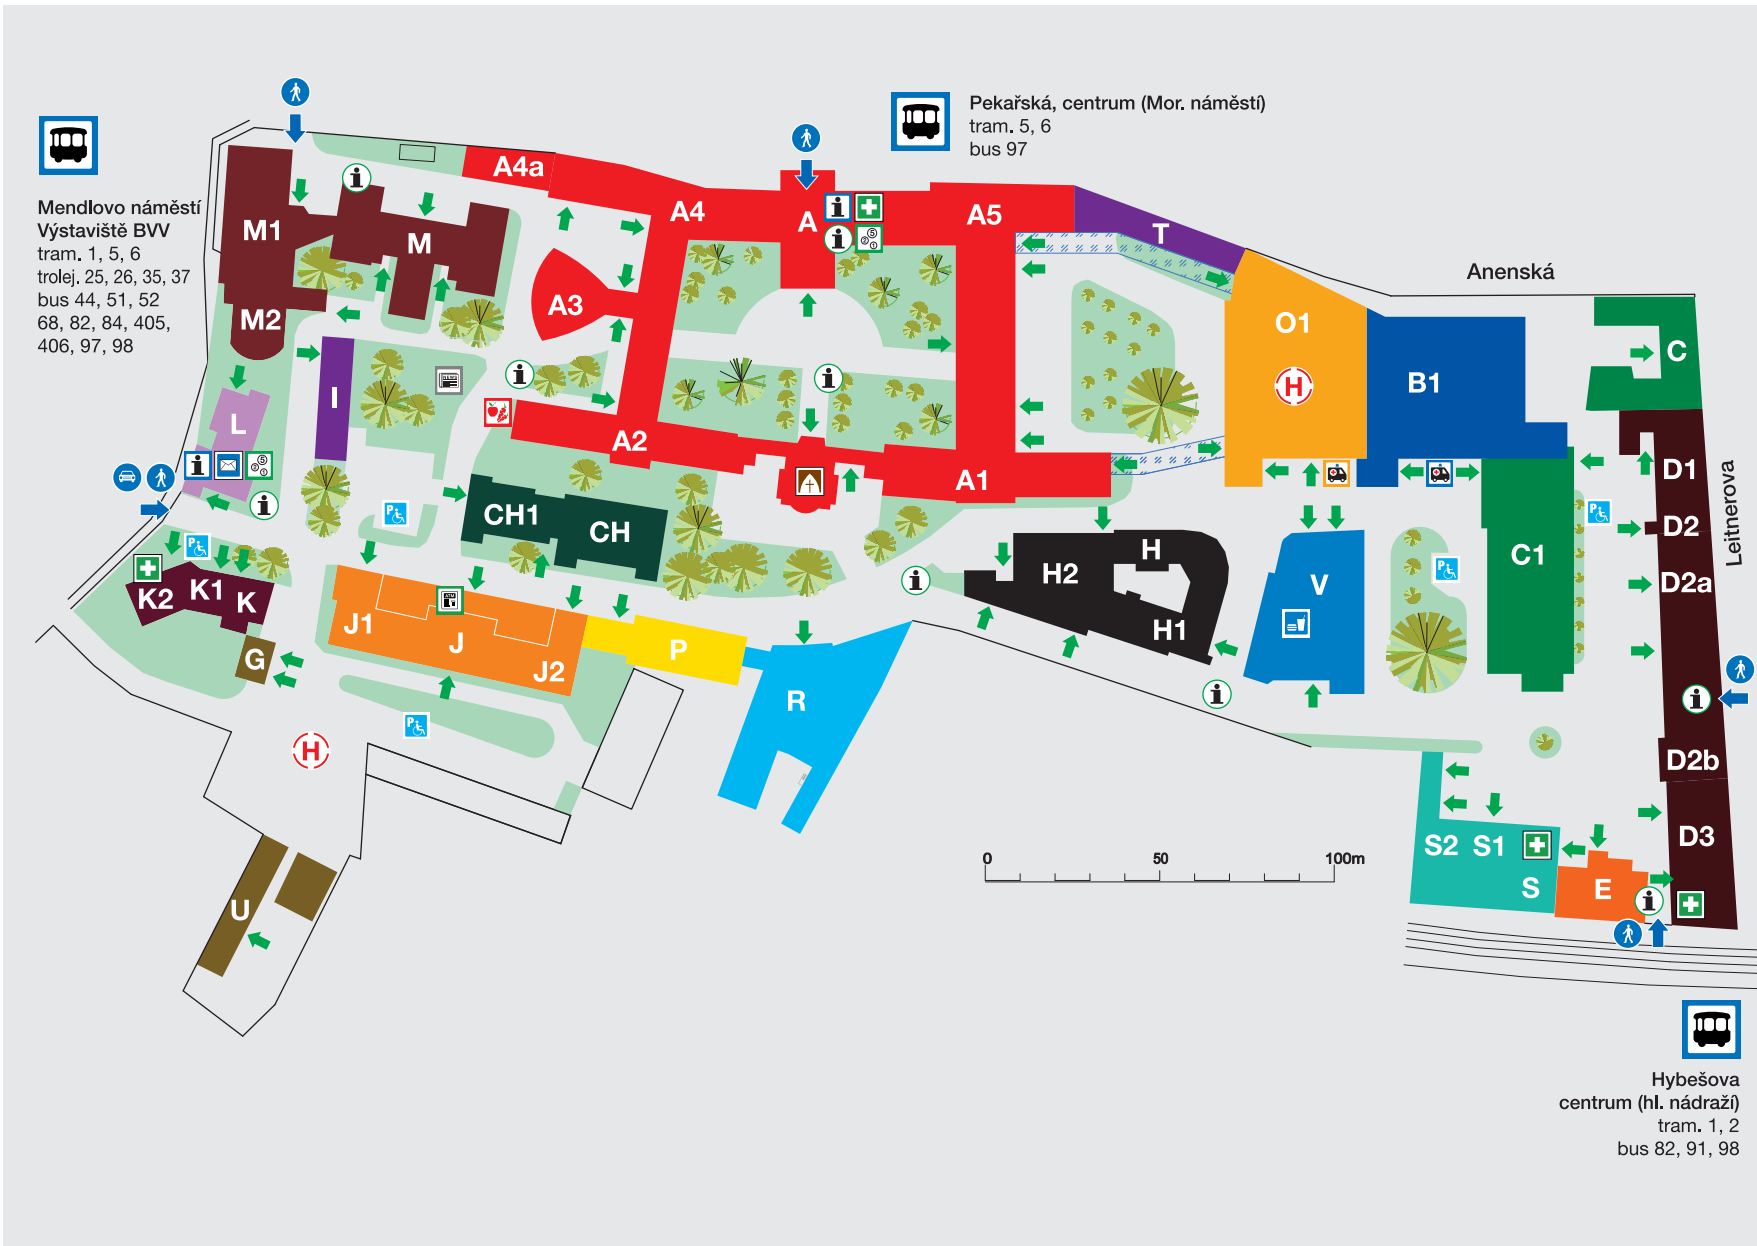 Pekařská, centrum (Mor. náměstí)
tram. 5, 6
bus 97
Mendlovo náměstí
Výstaviště BVV
tram. 1, 5, 6
trolej. 25, 26, 35, 37
bus 44, 51, 52
68, 82, 84, 405,
406, 97, 98
A4a
A4
A
A5
M1
M
T
Anenská
A3
M2
O1
C
I
H
B1
L
A2
A1
D1
CH1
CH
H
D2
Leitnerova
C1
H2
V
D2a
K2
K1
K
J1
J
H1
P
G
J2
R
H
D2b
0
50
100m
S2
S1
D3
S
E
U
Hybešova
centrum (hl. nádraží)
tram. 1, 2
bus 82, 91, 98